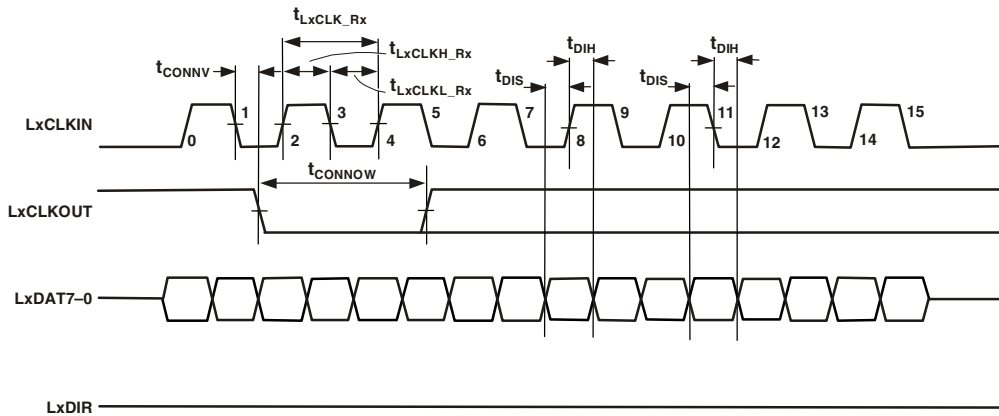 tLxCLK_Rx
tLxCLKH_Rx
tDIH
tDIH
tCONNV
tLxCLKL_Rx
tDIS
tDIS
LxCLKIN
0 1 2 3 4 5 6 7 8 9 10 11 12 13 14 15
tCONNOW
LxCLKOUT
LxDAT7–0
LxDIR